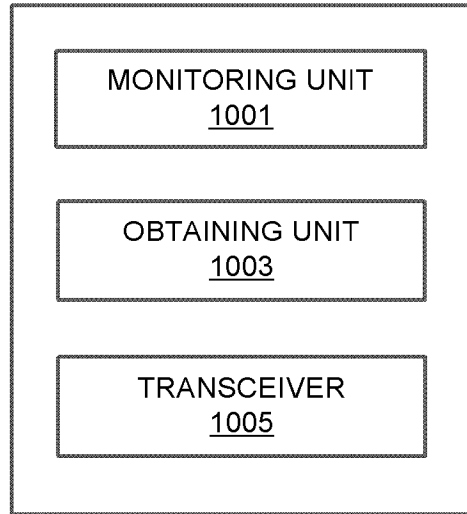 MONITORING UNIT
1001
OBTAINING UNIT
1003
TRANSCEIVER
1005